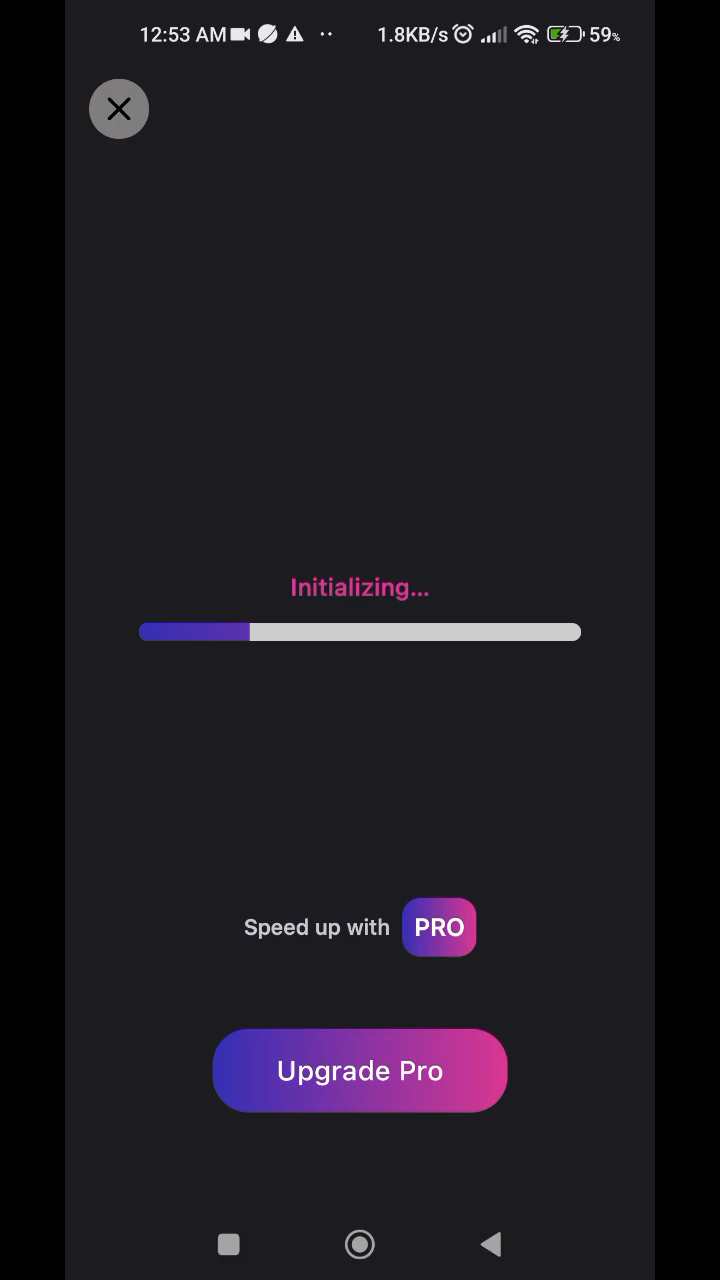 12:53 AM 1.8KB/s 59%
Initializing...
Speed up with PRO
Upgrade Pro